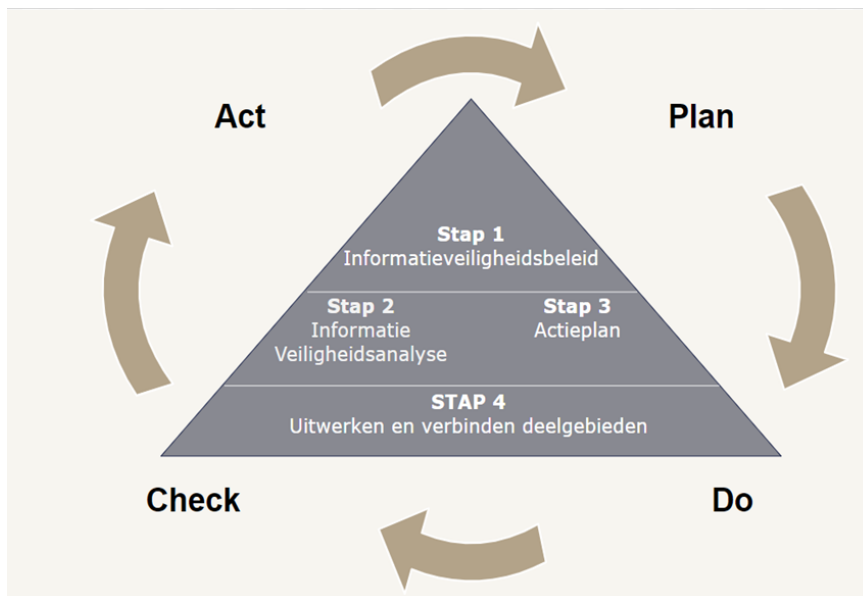 Act
Plan
Stap 1
Informatieveiligheidsbeleid
Stap 2
Informatie
Veiligheidsanalyse
Stap 3
Actieplan
STAP 4
Uitwerken en verbinden deelgebieden
Check
Do